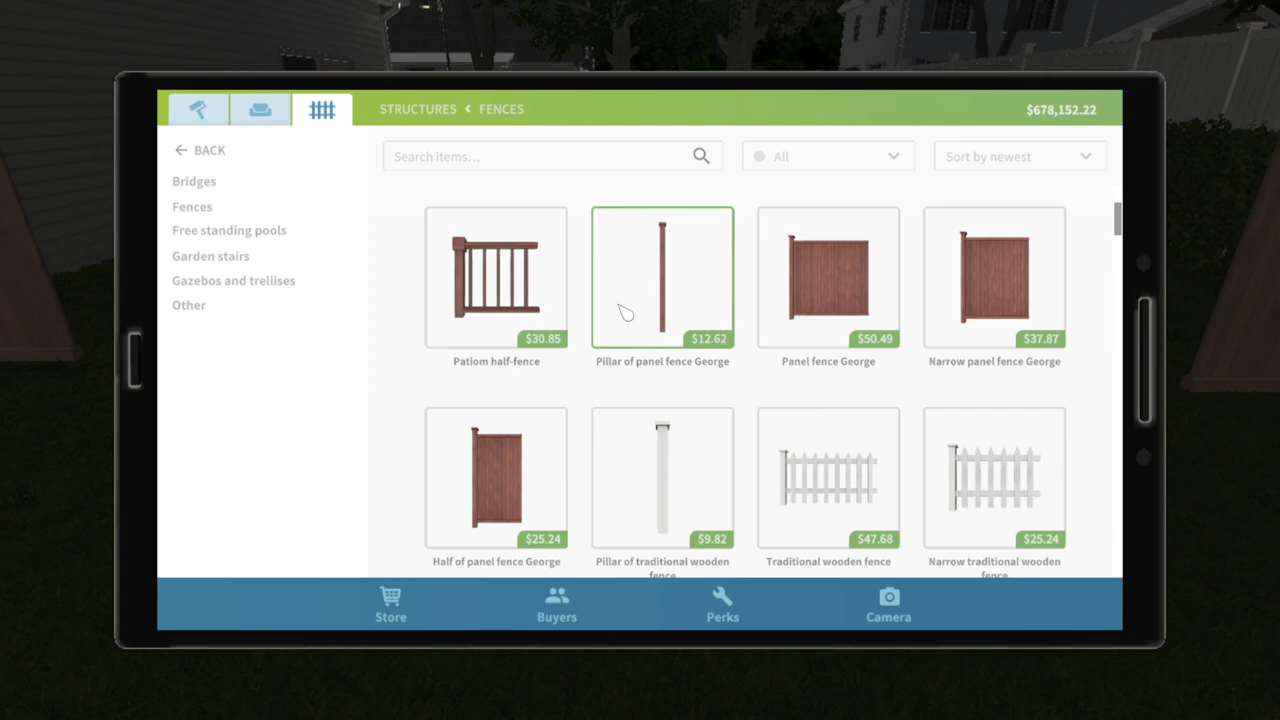 STRUCTURES < FENCES
$678,152.22
BACK
Bridges
Fences
Free standing pools
Garden stairs
Gazebos and trellises
Other
Search items...
All
Sort by newest
$30.85
$12.62
$50.49
$37.87
Patiom half-fence
Pillar of panel fence George
Panel fence George
Narrow panel fence George
$25.24
$9.82
$47.68
$25.24
Half of panel fence George
Pillar of traditional wooden
fence
Traditional wooden fence
Narrow traditional wooden
fence
Store
Buyers
Perks
Camera